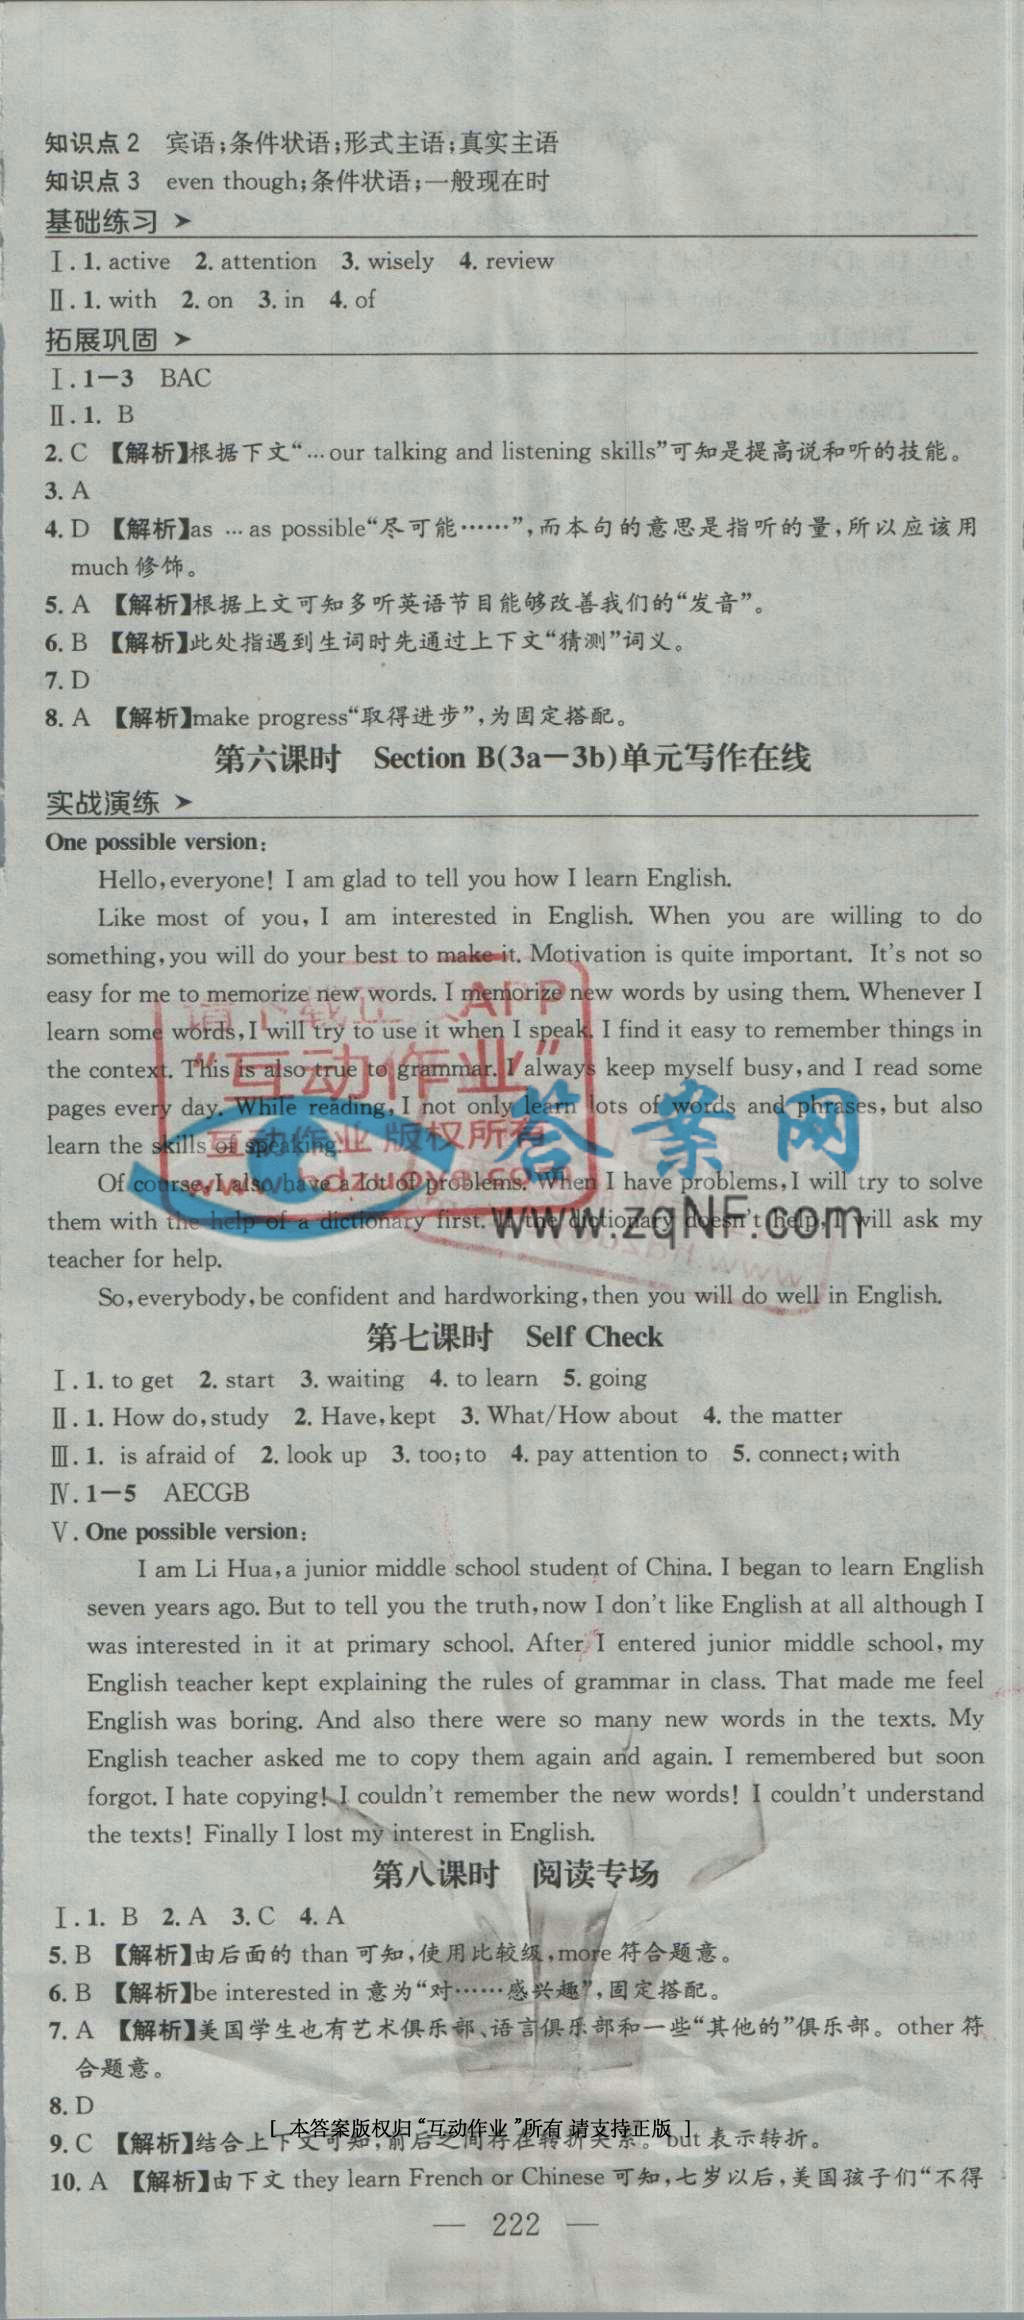 知识点2 宾语;条件状语;形式主语;真实主语
知识点3 even though;条件状语;一般现在时
基础练习
Ⅰ.1. active 2. attention 3. wisely 4. review
Ⅱ.1. with 2. on 3. in 4. of
拓展巩固
Ⅰ.1-3 BAC
Ⅱ.1. B
2. C 【解析】根据下文“…our talking and listening skills”可知是提高说和听的技能。
3. A
4. D 【解析】as …as possible“尽可能……”,而本句的意思是指听的量,所以应该用
much修饰。
5. A 【解析】根据上文可知多听英语节目能够改善我们的“发音”。
6. B 【解析】此处指遇到生词时先通过上下文“猜测”词义。
7. D
8. A 【解析】make progress“取得进步”,为固定搭配。
第六课时 Section B(3a-3b)单元写作在线
实战演练
One possible version:
Hello, everyone! I am glad to tell you how I learn English.
Like most of you, I am interested in English. When you are willing to do
something, you will do your best to make it. Motivation is quite important. It's not so
easy for me to memorize new words. I memorize new words by using them. Whenever I
learn some words, I will try to use it when I speak. I find it easy to remember things in
the context. This is also true to grammar. I always keep myself busy, and I read some
pages every day. While reading, I not only learn lots of words and phrases, but also
learn the skills of speaking.
Of course, I also have a lot of problems. When I have problems, I will try to solve
them with the help of a dictionary first. If the dictionary doesn't help, I will ask my
teacher for help.
So, everybody, be confident and hardworking, then you will do well in English.
“互动作业”
互动作业 版权所有
答案网
www.zqNF.com
第七课时 Self Check
Ⅰ.1. to get 2. start 3. waiting 4. to learn 5. going
Ⅱ.1. How do, study 2. Have, kept 3. What/How about 4. the matter
Ⅲ.1. is afraid of 2. look up 3. too; to 4. pay attention to 5. connect; with
Ⅳ.1-5 AECGB
Ⅴ. One possible version:
I am Li Hua, a junior middle school student of China. I began to learn English
seven years ago. But to tell you the truth, now I don't like English at all although I
was interested in it at primary school. After I entered junior middle school, my
English teacher kept explaining the rules of grammar in class. That made me feel
English was boring. And also there were so many new words in the texts. My
English teacher asked me to copy them again and again. I remembered but soon
forgot. I hate copying! I couldn't remember the new words! I couldn't understand
the texts! Finally I lost my interest in English.
第八课时 阅读专场
Ⅰ.1. B 2. A 3. C 4. A
5. B 【解析】由后面的 than 可知,使用比较级,more 符合题意。
6. B 【解析】be interested in 意为“对……感兴趣”,固定搭配。
7. A 【解析】美国学生也有艺术俱乐部、语言俱乐部和一些“其他的”俱乐部。other 符
合题意。
8. D
[ 本答案版权归“互动作业”所有 请支持正版 ]
9. C 【解析】结合上下文可知,前后之间存在转折关系。but 表示转折。
10. A 【解析】由下文 they learn French or Chinese 可知,七岁以后,美国孩子们“不得
— 222 —